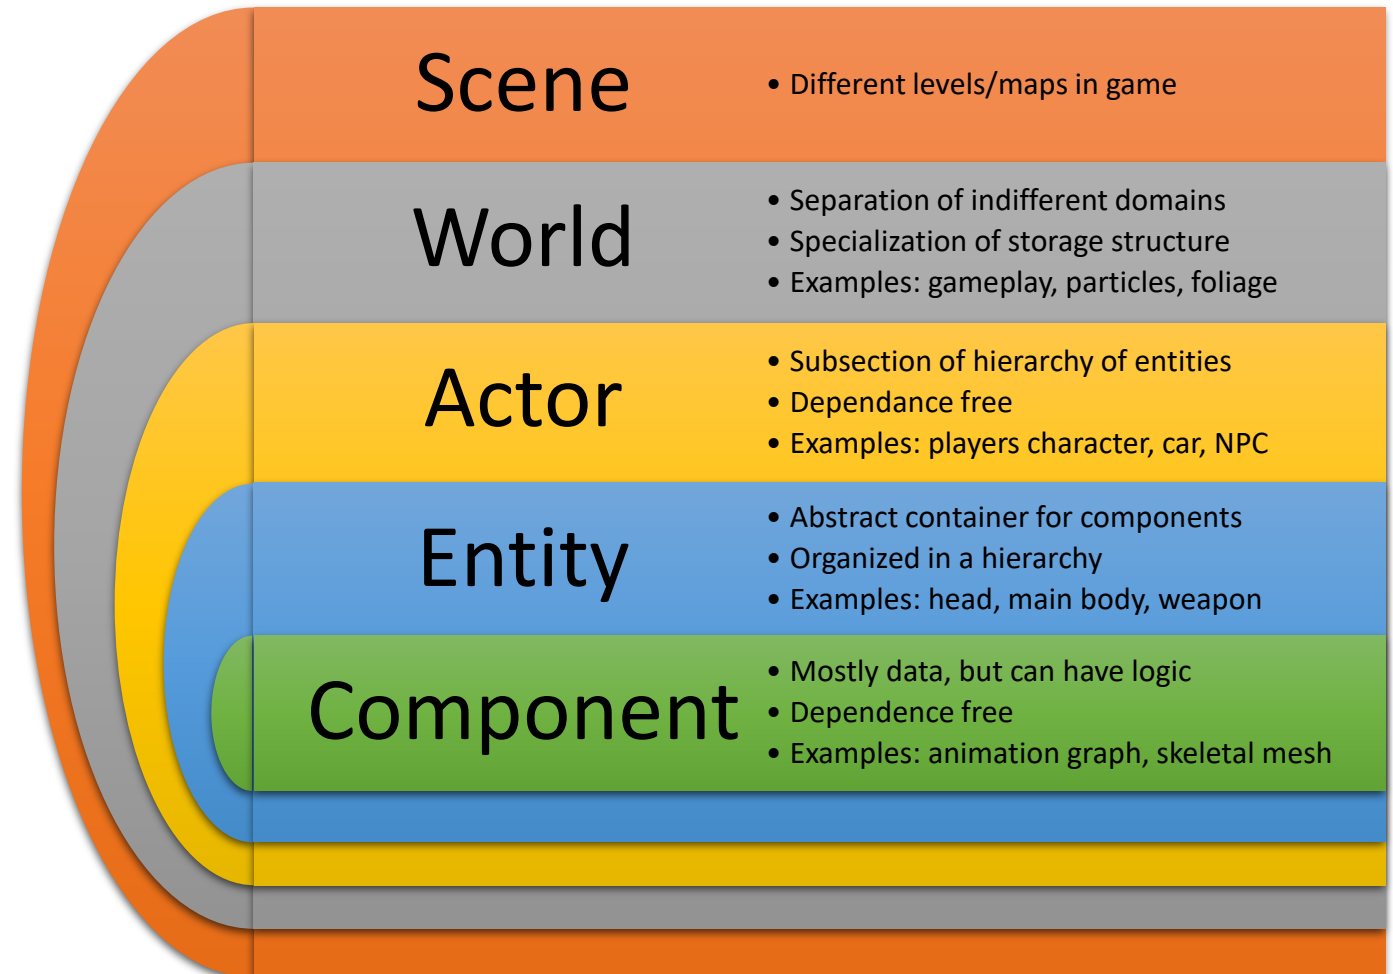 Scene
• Different levels/maps in game
World
• Separation of indifferent domains
• Specialization of storage structure
• Examples: gameplay, particles, foliage
Actor
• Subsection of hierarchy of entities
• Dependance free
• Examples: players character, car, NPC
Entity
• Abstract container for components
• Organized in a hierarchy
• Examples: head, main body, weapon
Component
• Mostly data, but can have logic
• Dependence free
• Examples: animation graph, skeletal mesh